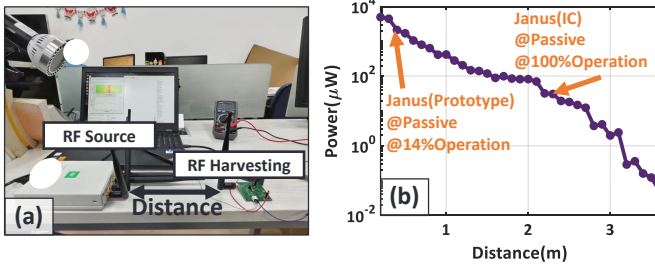 RF Source
RF Harvesting
Distance
(a)
Power(μW)
10^4
10^2
10^0
10^-2
Janus(IC)
@Passive
@100%Operation
Janus(Prototype)
@Passive
@14%Operation
(b)
1
2
3
Distance(m)